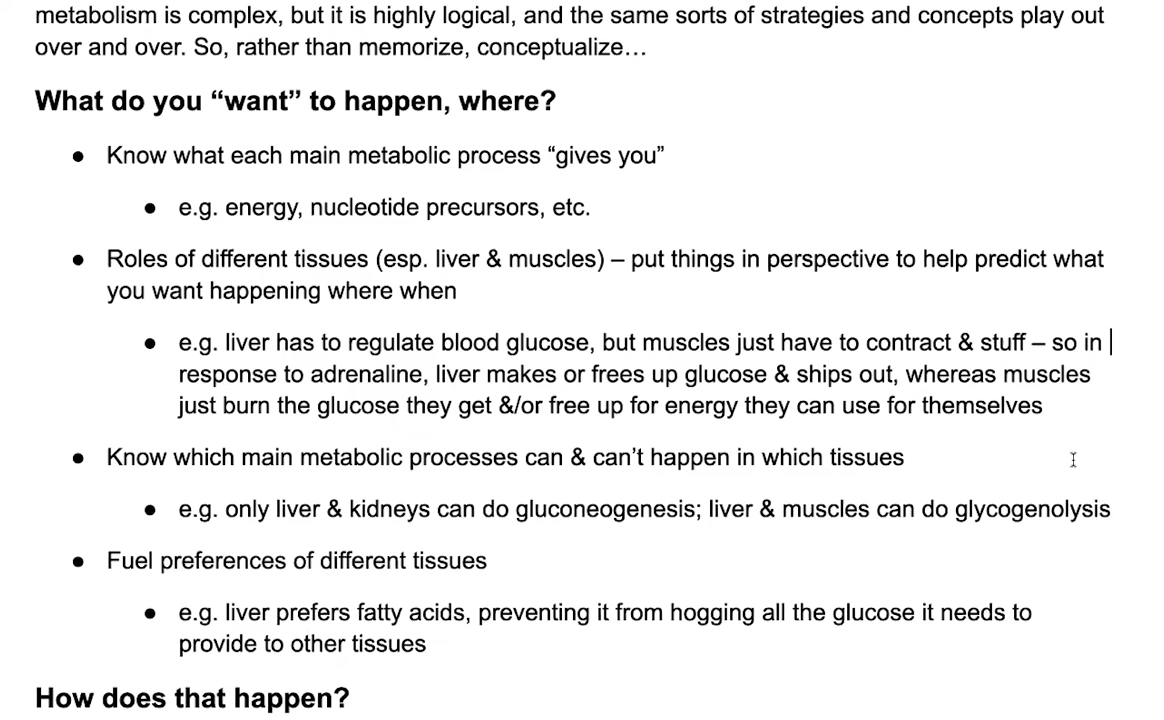 metabolism is complex, but it is highly logical, and the same sorts of strategies and concepts play out
over and over. So, rather than memorize, conceptualize…
What do you “want” to happen, where?
● Know what each main metabolic process “gives you”
● e.g. energy, nucleotide precursors, etc.
● Roles of different tissues (esp. liver & muscles) – put things in perspective to help predict what
you want happening where when
● e.g. liver has to regulate blood glucose, but muscles just have to contract & stuff – so in
response to adrenaline, liver makes or frees up glucose & ships out, whereas muscles
just burn the glucose they get &/or free up for energy they can use for themselves
● Know which main metabolic processes can & can’t happen in which tissues
● e.g. only liver & kidneys can do gluconeogenesis; liver & muscles can do glycogenolysis
● Fuel preferences of different tissues
● e.g. liver prefers fatty acids, preventing it from hogging all the glucose it needs to
provide to other tissues
How does that happen?